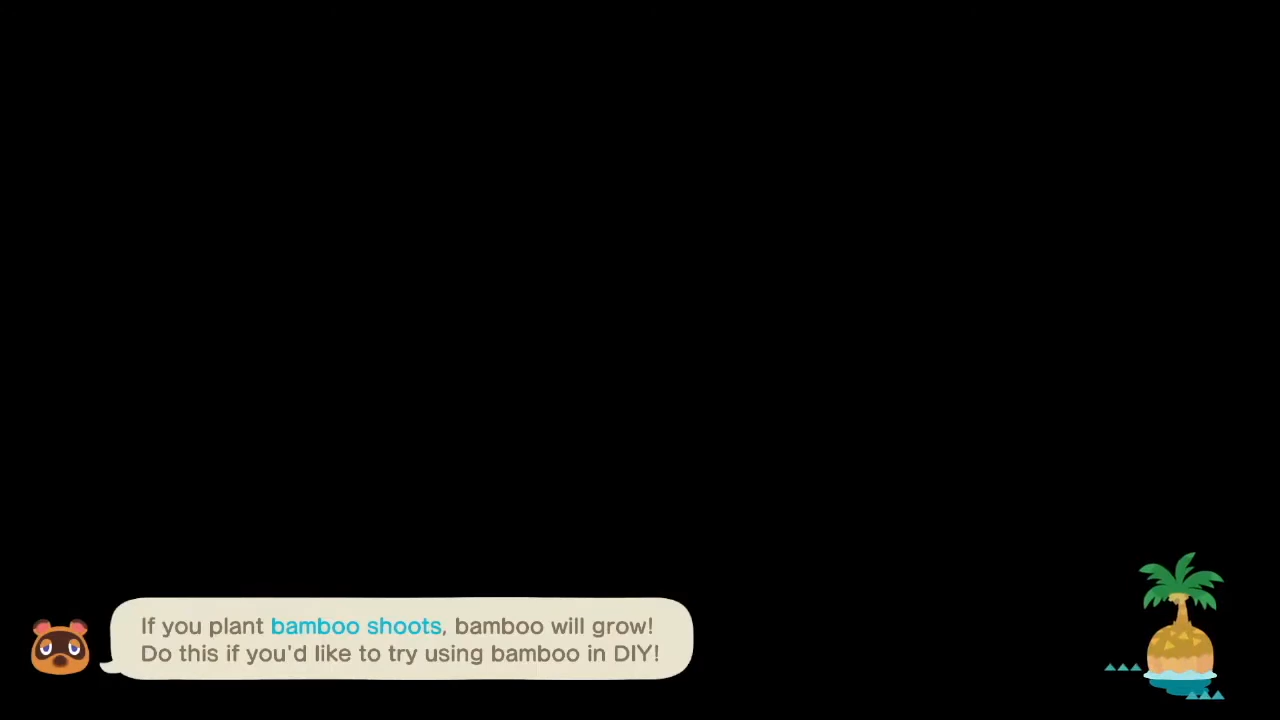 If you plant bamboo shoots, bamboo will grow!
Do this if you'd like to try using bamboo in DIY!